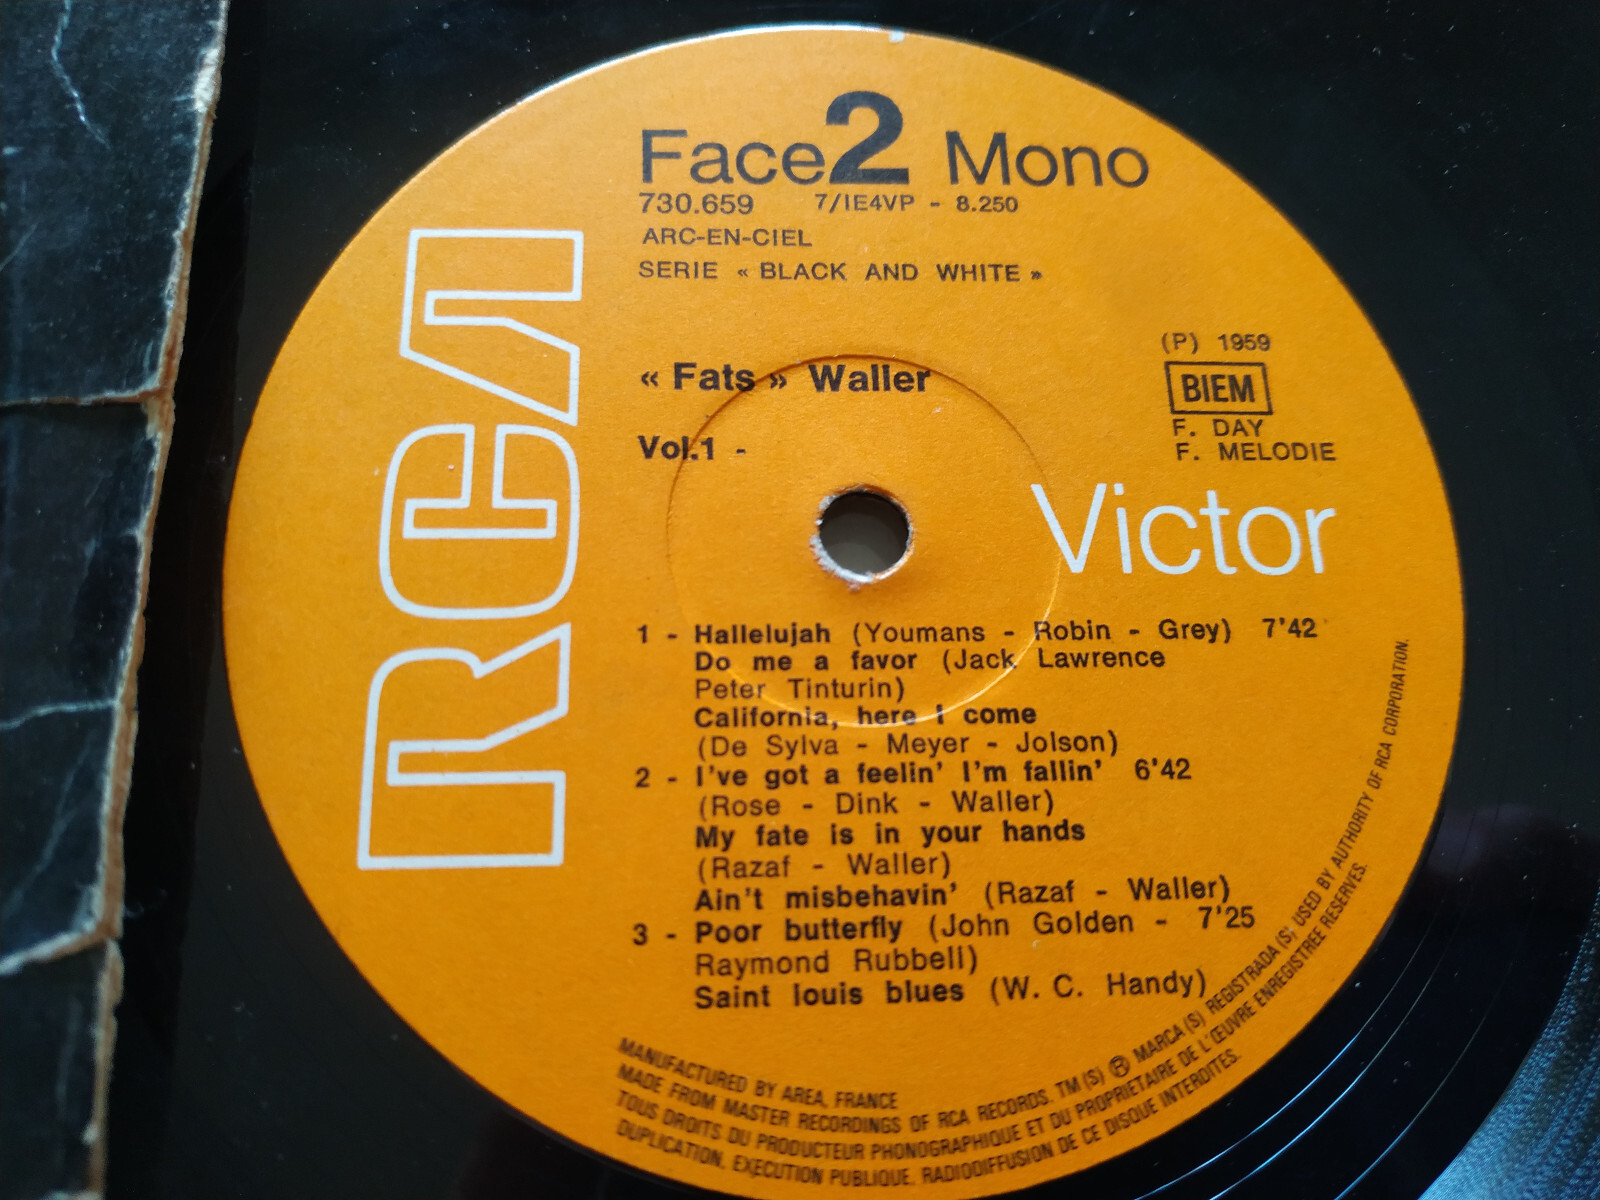 Face 2 Mono
730.659 7/IE4VP - 8.250
ARC-EN-CIEL
SERIE « BLACK AND WHITE »
(P) 1959
BIEM
F. DAY
F. MELODIE
« Fats » Waller
Vol.1 -
RCA
Victor
1 - Hallelujah (Youmans - Robin - Grey) 7'42
Do me a favor (Jack Lawrence
Peter Tinturin)
California, here I come
(De Sylva - Meyer - Jolson)
2 - I've got a feelin' I'm fallin' 6'42
(Rose - Dink - Waller)
My fate is in your hands
(Razaf - Waller)
Ain't misbehavin' (Razaf - Waller)
3 - Poor butterfly (John Golden - 7'25
Raymond Rubbell)
Saint louis blues (W. C. Handy)
MANUFACTURED BY AREA, FRANCE
MADE FROM MASTER RECORDINGS OF RCA RECORDS. TM (S) ® MARCA (S) REGISTRADA (S) USED BY AUTHORITY OF RCA CORPORATION.
TOUS DROITS DU PRODUCTEUR PHONOGRAPHIQUE ET DU PROPRIETAIRE DE L'ŒUVRE ENREGISTREE RESERVES.
DUPLICATION, EXECUTION PUBLIQUE, RADIODIFFUSION DE CE DISQUE INTERDITES.